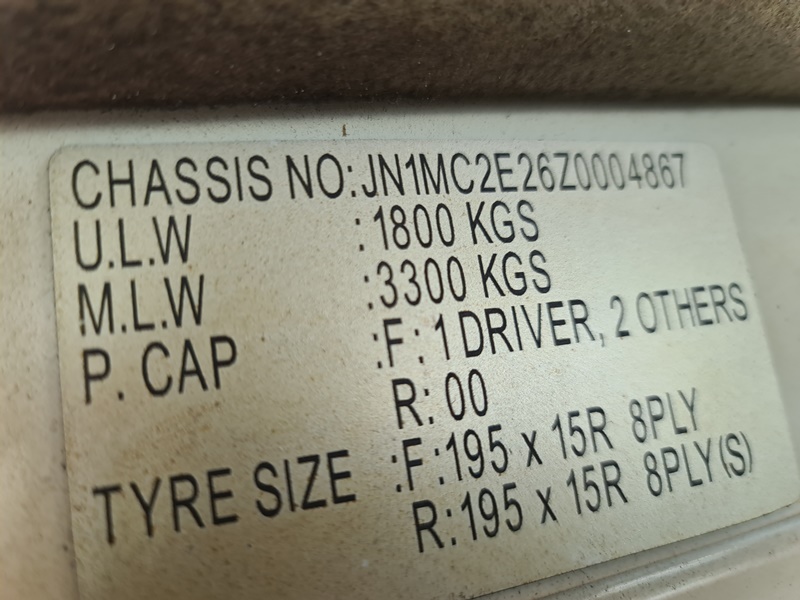 CHASSIS NO:JN1MC2E26Z0004867
U.L.W :1800 KGS
M.L.W :3300 KGS
P. CAP :F: 1 DRIVER, 2 OTHERS
R: 00
TYRE SIZE :F:195 x 15R 8PLY
R:195 x 15R 8PLY(S)